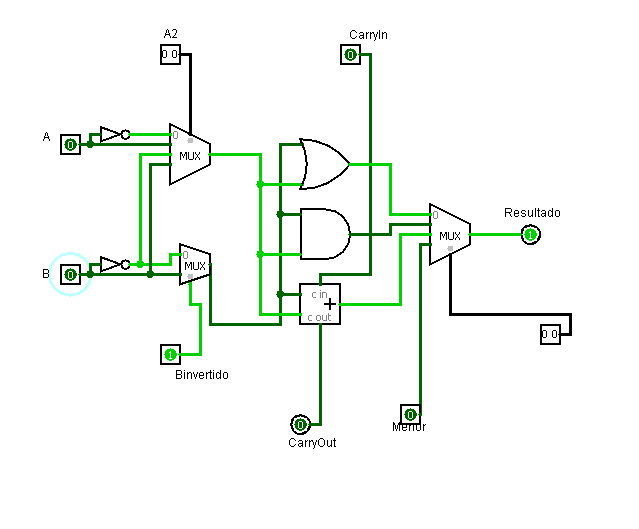 A2
CarryIn
0 0
0
A
0
0
MUX
Resultado
0
MUX
1
B
0
0
MUX
c in
+
c out
0 0
1
Binvertido
0
Menor
0
CarryOut